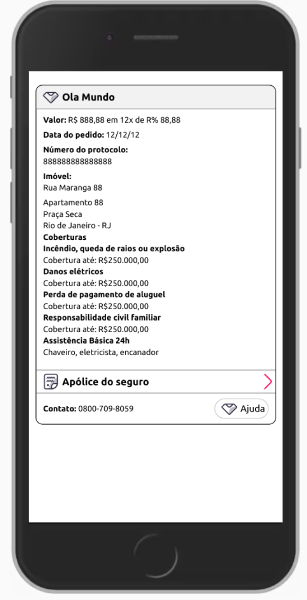 Ola Mundo
Valor: R$ 888,88 em 12x de R% 88,88
Data do pedido: 12/12/12
Número do protocolo:
888888888888888
Imóvel:
Rua Maranga 88
Apartamento 88
Praça Seca
Rio de Janeiro - RJ
Coberturas
Incêndio, queda de raios ou explosão
Cobertura até: R$250.000,00
Danos elétricos
Cobertura até: R$250.000,00
Perda de pagamento de aluguel
Cobertura até: R$250.000,00
Responsabilidade civil familiar
Cobertura até: R$250.000,00
Assistência Básica 24h
Chaveiro, eletricista, encanador
Apólice do seguro
Contato: 0800-709-8059
Ajuda